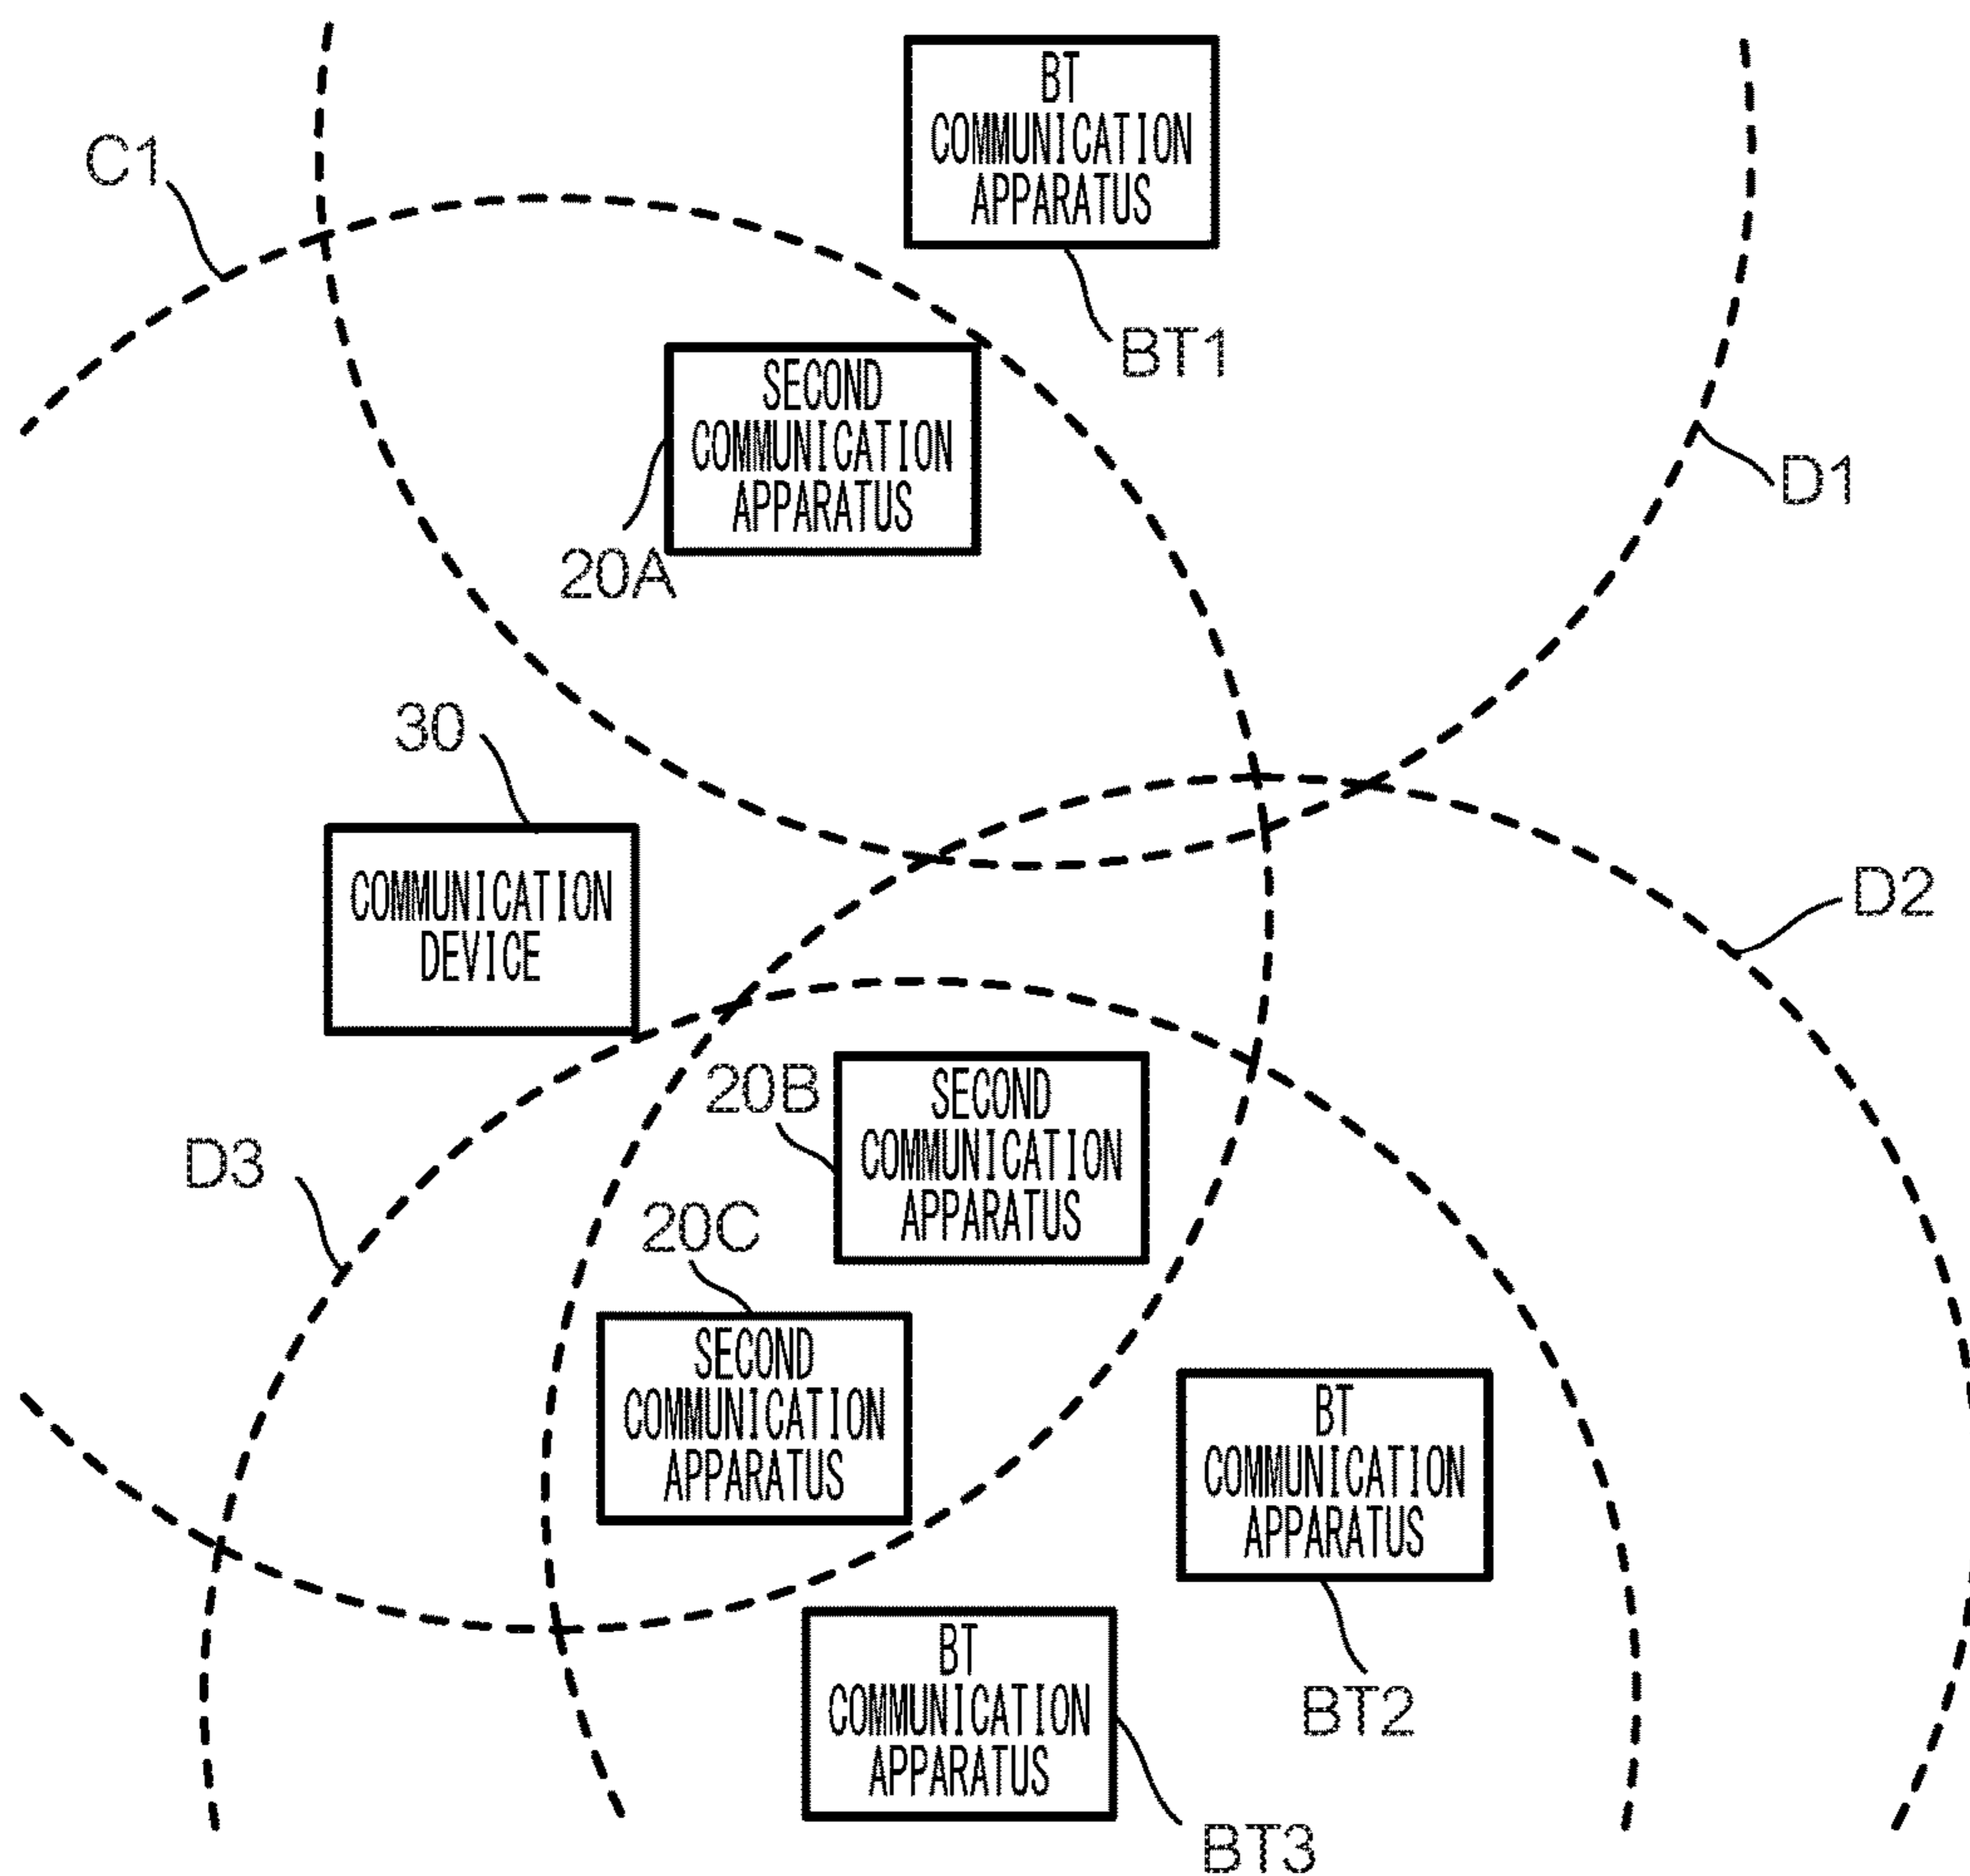 BT
COMMUNICATION
APPARATUS
C1
BT1
SECOND
COMMUNICATION
APPARATUS
D1
20A
30
COMMUNICATION
DEVICE
D2
20B
SECOND
COMMUNICATION
APPARATUS
D3
20C
SECOND
COMMUNICATION
APPARATUS
BT
COMMUNICATION
APPARATUS
BT2
BT
COMMUNICATION
APPARATUS
BT3